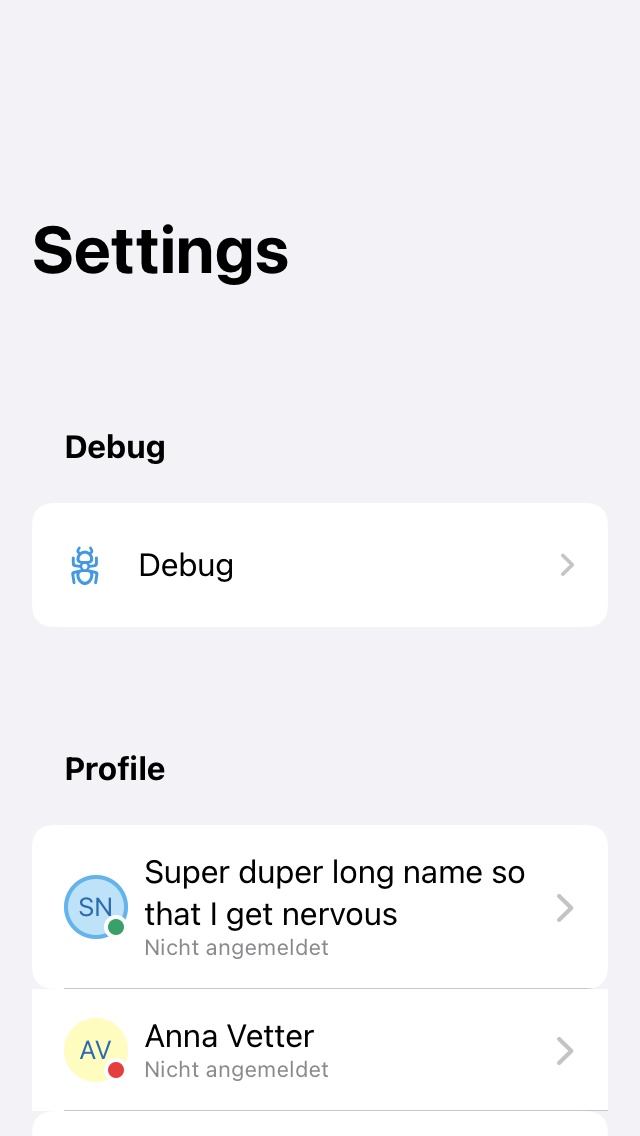 Settings
Debug
Debug
Profile
SN
Super duper long name so
that I get nervous
Nicht angemeldet
AV
Anna Vetter
Nicht angemeldet